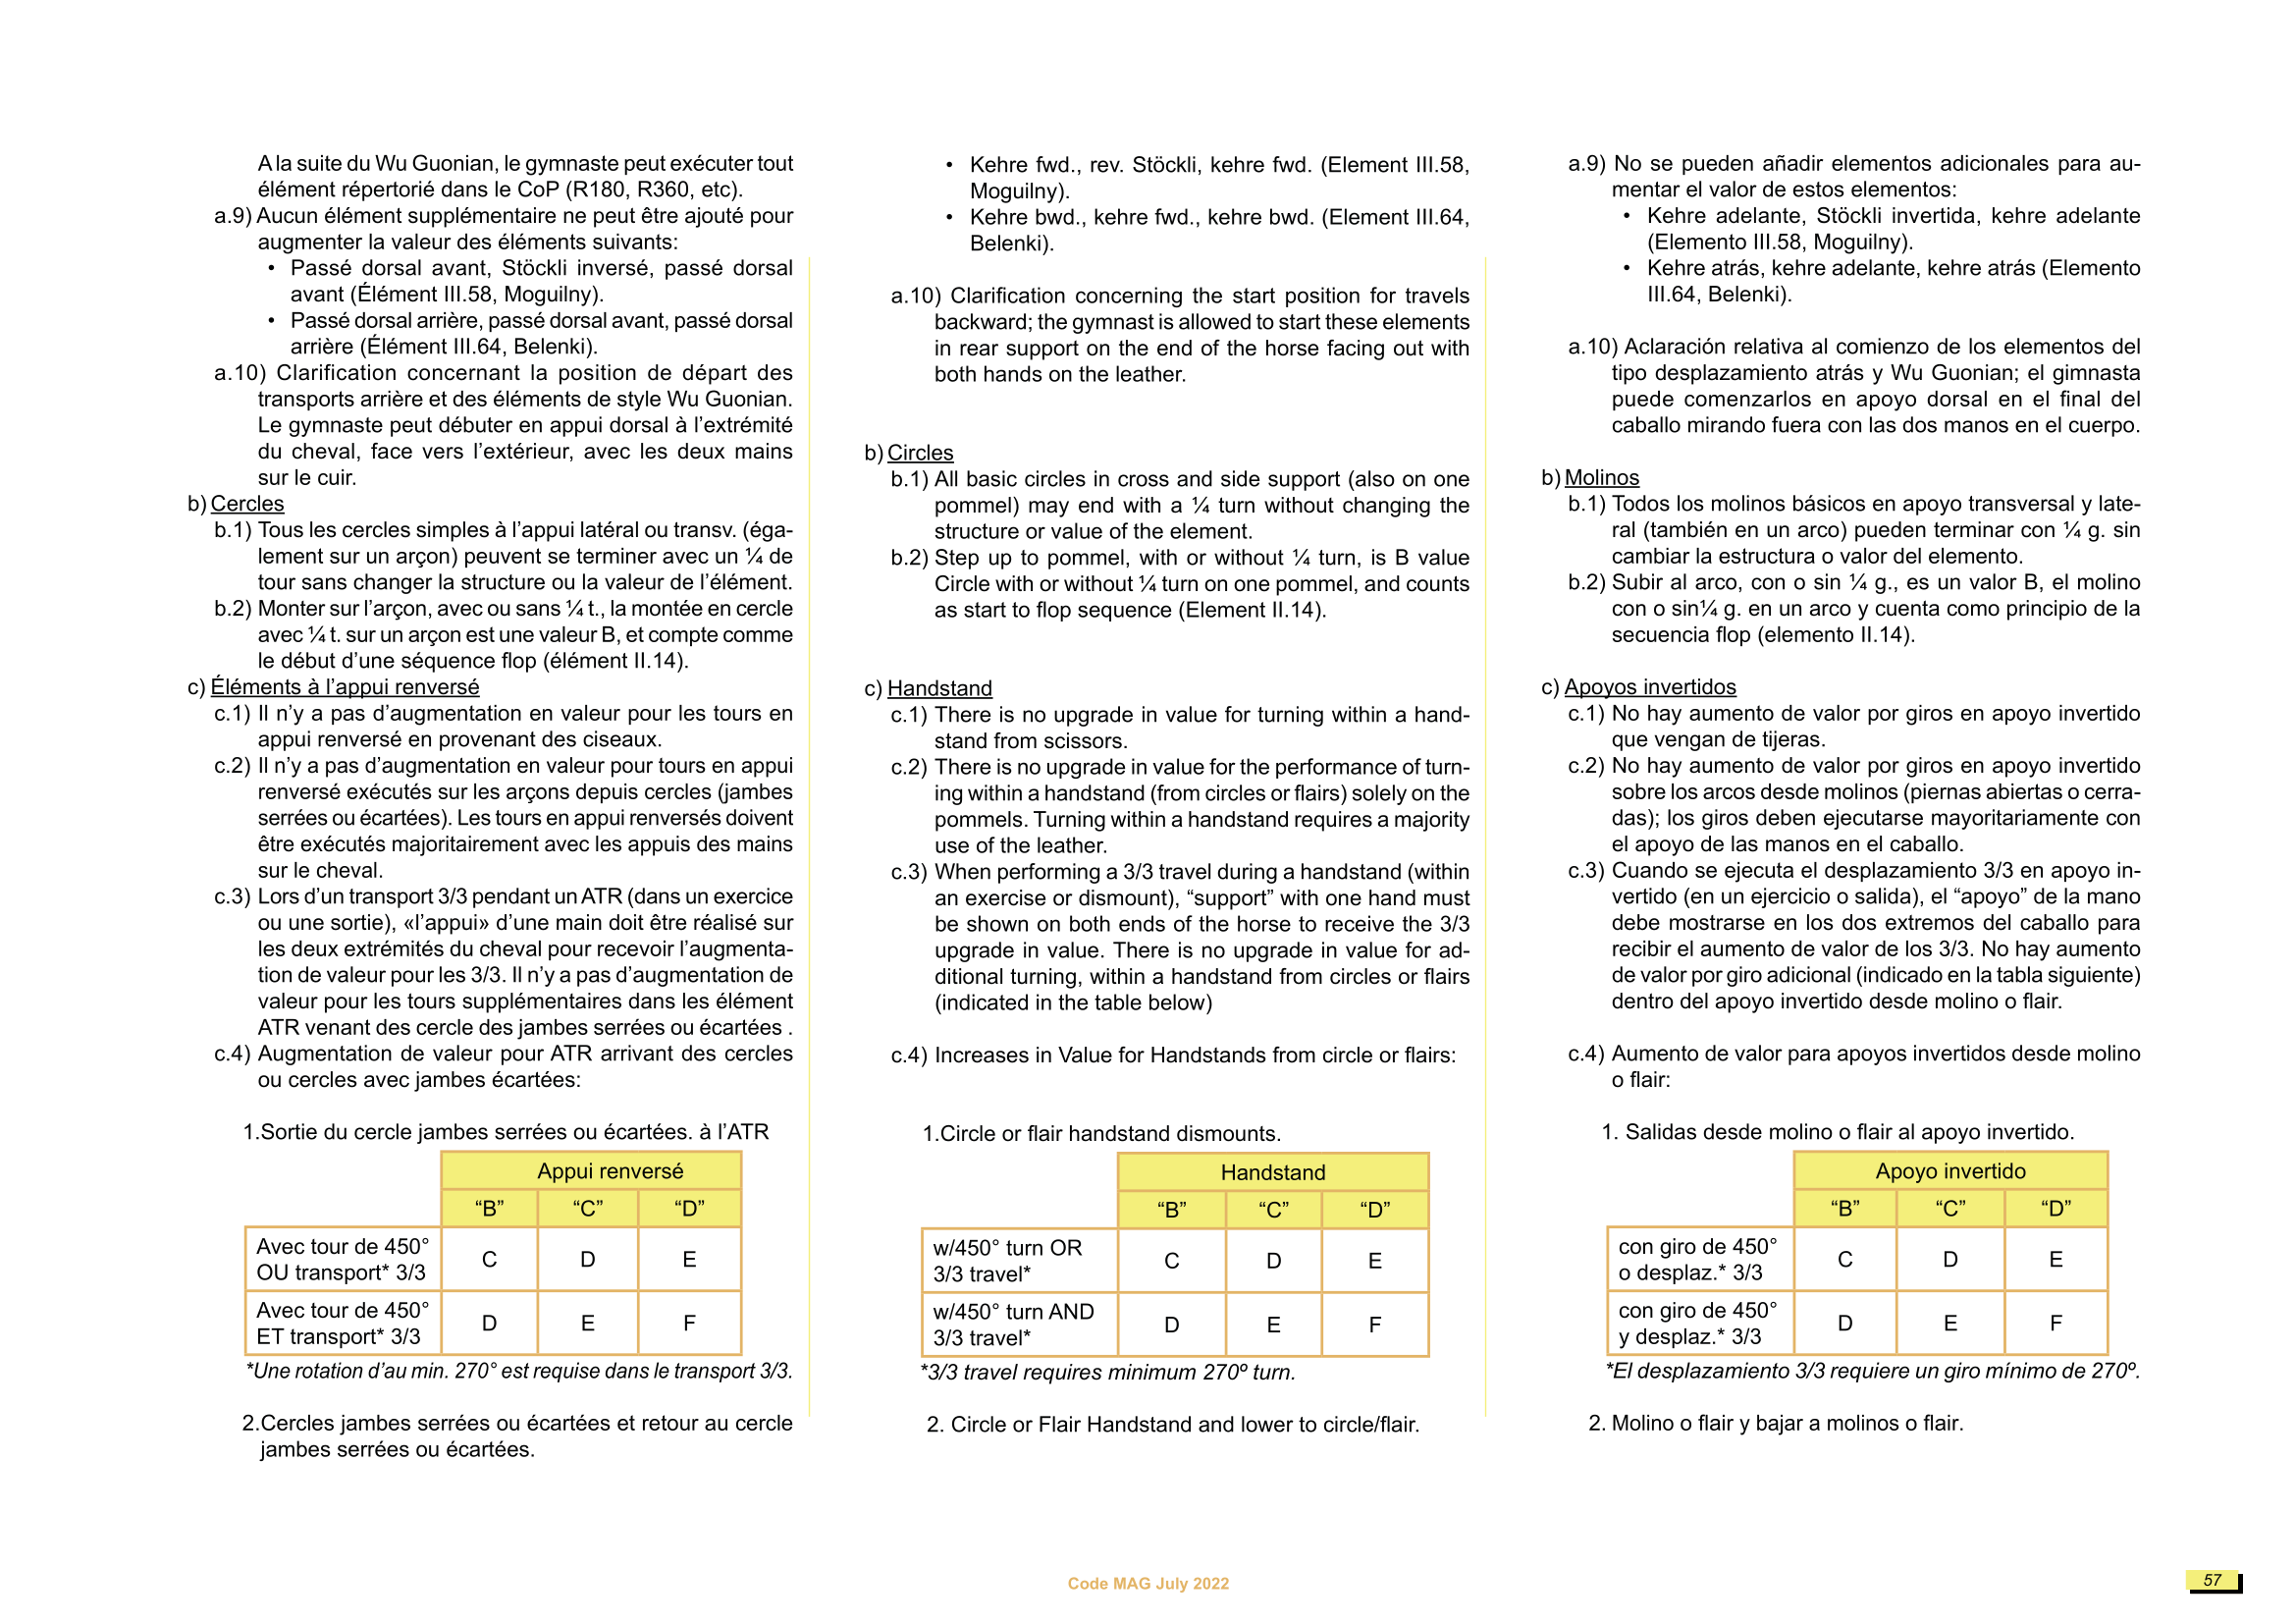 A la suite du Wu Guonian, le gymnaste peut exécuter tout
élément répertorié dans le CoP (R180, R360, etc).
a.9) Aucun élément supplémentaire ne peut être ajouté pour
augmenter la valeur des éléments suivants:
• Passé dorsal avant, Stöckli inversé, passé dorsal
avant (Élément III.58, Moguilny).
• Passé dorsal arrière, passé dorsal avant, passé dorsal
arrière (Élément III.64, Belenki).
a.10) Clarification concernant la position de départ des
transports arrière et des éléments de style Wu Guonian.
Le gymnaste peut débuter en appui dorsal à l’extrémité
du cheval, face vers l’extérieur, avec les deux mains
sur le cuir.
b) Cercles
b.1) Tous les cercles simples à l’appui latéral ou transv. (éga-
lement sur un arçon) peuvent se terminer avec un ¼ de
tour sans changer la structure ou la valeur de l’élément.
b.2) Monter sur l’arçon, avec ou sans ¼ t., la montée en cercle
avec ¼ t. sur un arçon est une valeur B, et compte comme
le début d’une séquence flop (élément II.14).
c) Éléments à l’appui renversé
c.1) Il n’y a pas d’augmentation en valeur pour les tours en
appui renversé en provenant des ciseaux.
c.2) Il n’y a pas d’augmentation en valeur pour tours en appui
renversé exécutés sur les arçons depuis cercles (jambes
serrées ou écartées). Les tours en appui renversés doivent
être exécutés majoritairement avec les appuis des mains
sur le cheval.
c.3) Lors d’un transport 3/3 pendant un ATR (dans un exercice
ou une sortie), «l’appui» d’une main doit être réalisé sur
les deux extrémités du cheval pour recevoir l’augmenta-
tion de valeur pour les 3/3. Il n’y a pas d’augmentation de
valeur pour les tours supplémentaires dans les élément
ATR venant des cercle des jambes serrées ou écartées .
c.4) Augmentation de valeur pour ATR arrivant des cercles
ou cercles avec jambes écartées:
1.Sortie du cercle jambes serrées ou écartées. à l’ATR
Appui renversé
“B” “C” “D”
Avec tour de 450°
OU transport* 3/3 C D E
Avec tour de 450°
ET transport* 3/3 D E F
*Une rotation d’au min. 270° est requise dans le transport 3/3.
2.Cercles jambes serrées ou écartées et retour au cercle
jambes serrées ou écartées.
• Kehre fwd., rev. Stöckli, kehre fwd. (Element III.58,
Moguilny).
• Kehre bwd., kehre fwd., kehre bwd. (Element III.64,
Belenki).
a.10) Clarification concerning the start position for travels
backward; the gymnast is allowed to start these elements
in rear support on the end of the horse facing out with
both hands on the leather.
b) Circles
b.1) All basic circles in cross and side support (also on one
pommel) may end with a ¼ turn without changing the
structure or value of the element.
b.2) Step up to pommel, with or without ¼ turn, is B value
Circle with or without ¼ turn on one pommel, and counts
as start to flop sequence (Element II.14).
c) Handstand
c.1) There is no upgrade in value for turning within a hand-
stand from scissors.
c.2) There is no upgrade in value for the performance of turn-
ing within a handstand (from circles or flairs) solely on the
pommels. Turning within a handstand requires a majority
use of the leather.
c.3) When performing a 3/3 travel during a handstand (within
an exercise or dismount), “support” with one hand must
be shown on both ends of the horse to receive the 3/3
upgrade in value. There is no upgrade in value for ad-
ditional turning, within a handstand from circles or flairs
(indicated in the table below)
c.4) Increases in Value for Handstands from circle or flairs:
1.Circle or flair handstand dismounts.
Handstand
“B” “C” “D”
w/450° turn OR
3/3 travel* C D E
w/450° turn AND
3/3 travel* D E F
*3/3 travel requires minimum 270º turn.
2. Circle or Flair Handstand and lower to circle/flair.
a.9) No se pueden añadir elementos adicionales para au-
mentar el valor de estos elementos:
• Kehre adelante, Stöckli invertida, kehre adelante
(Elemento III.58, Moguilny).
• Kehre atrás, kehre adelante, kehre atrás (Elemento
III.64, Belenki).
a.10) Aclaración relativa al comienzo de los elementos del
tipo desplazamiento atrás y Wu Guonian; el gimnasta
puede comenzarlos en apoyo dorsal en el final del
caballo mirando fuera con las dos manos en el cuerpo.
b) Molinos
b.1) Todos los molinos básicos en apoyo transversal y late-
ral (también en un arco) pueden terminar con ¼ g. sin
cambiar la estructura o valor del elemento.
b.2) Subir al arco, con o sin ¼ g., es un valor B, el molino
con o sin¼ g. en un arco y cuenta como principio de la
secuencia flop (elemento II.14).
c) Apoyos invertidos
c.1) No hay aumento de valor por giros en apoyo invertido
que vengan de tijeras.
c.2) No hay aumento de valor por giros en apoyo invertido
sobre los arcos desde molinos (piernas abiertas o cerra-
das); los giros deben ejecutarse mayoritariamente con
el apoyo de las manos en el caballo.
c.3) Cuando se ejecuta el desplazamiento 3/3 en apoyo in-
vertido (en un ejercicio o salida), el “apoyo” de la mano
debe mostrarse en los dos extremos del caballo para
recibir el aumento de valor de los 3/3. No hay aumento
de valor por giro adicional (indicado en la tabla siguiente)
dentro del apoyo invertido desde molino o flair.
c.4) Aumento de valor para apoyos invertidos desde molino
o flair:
1. Salidas desde molino o flair al apoyo invertido.
Apoyo invertido
“B” “C” “D”
con giro de 450°
o desplaz.* 3/3 C D E
con giro de 450°
y desplaz.* 3/3 D E F
*El desplazamiento 3/3 requiere un giro mínimo de 270º.
2. Molino o flair y bajar a molinos o flair.
Code MAG July 2022
57